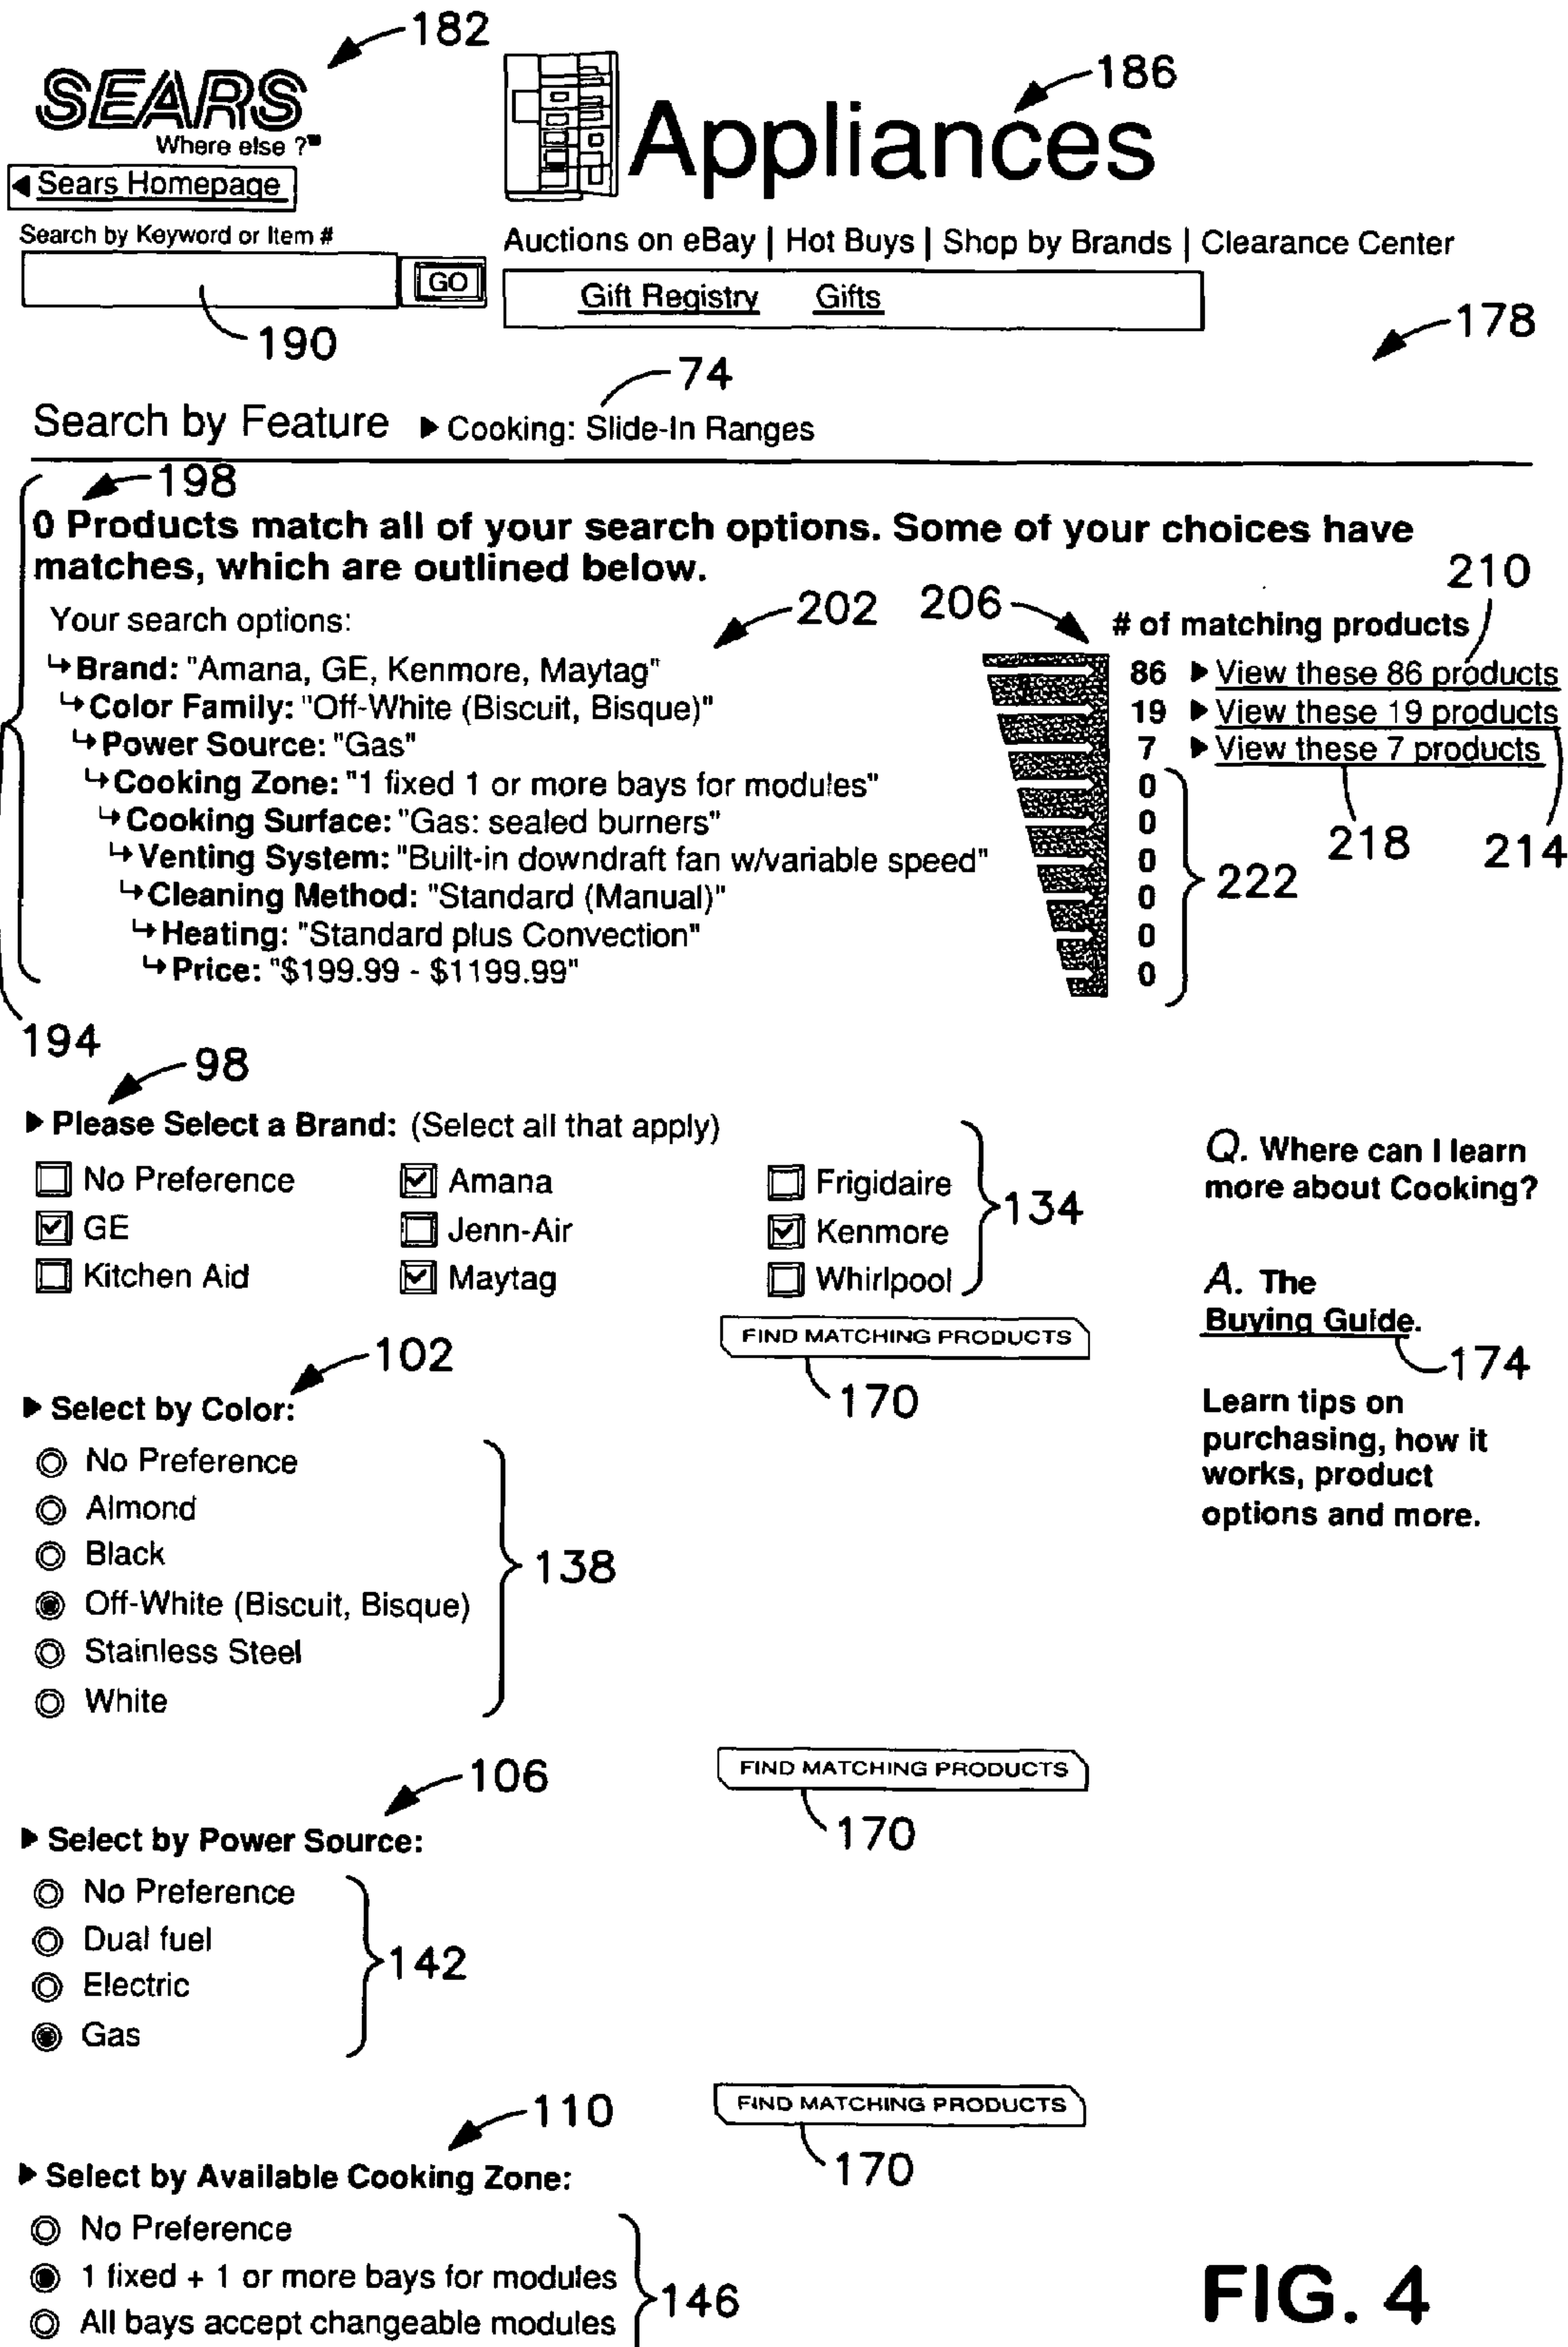 182
SEARS
Where else ?
◀ Sears Homepage
186
Appliances
Search by Keyword or Item #
GO
190
Auctions on eBay | Hot Buys | Shop by Brands | Clearance Center
Gift Registry Gifts
178
74
Search by Feature ▶ Cooking: Slide-In Ranges
198
0 Products match all of your search options. Some of your choices have
matches, which are outlined below.
210
202 206
Your search options: # of matching products
↳ Brand: "Amana, GE, Kenmore, Maytag" 86 ▶ View these 86 products
↳ Color Family: "Off-White (Biscuit, Bisque)" 19 ▶ View these 19 products
↳ Power Source: "Gas" 7 ▶ View these 7 products
↳ Cooking Zone: "1 fixed 1 or more bays for modules" 0
↳ Cooking Surface: "Gas: sealed burners" 0
↳ Venting System: "Built-in downdraft fan w/variable speed" 0
↳ Cleaning Method: "Standard (Manual)" 0
↳ Heating: "Standard plus Convection" 0
↳ Price: "$199.99 - $1199.99" 0
218 214
222
194
98
▶ Please Select a Brand: (Select all that apply)
No Preference Amana Frigidaire
GE Jenn-Air Kenmore
Kitchen Aid Maytag Whirlpool
134
FIND MATCHING PRODUCTS
170
Q. Where can I learn
more about Cooking?
A. The
Buying Guide.
174
Learn tips on
purchasing, how it
works, product
options and more.
102
▶ Select by Color:
No Preference
Almond
Black
Off-White (Biscuit, Bisque)
Stainless Steel
White
138
FIND MATCHING PRODUCTS
170
106
▶ Select by Power Source:
No Preference
Dual fuel
Electric
Gas
142
FIND MATCHING PRODUCTS
170
110
▶ Select by Available Cooking Zone:
No Preference
1 fixed + 1 or more bays for modules
All bays accept changeable modules
146
FIG. 4